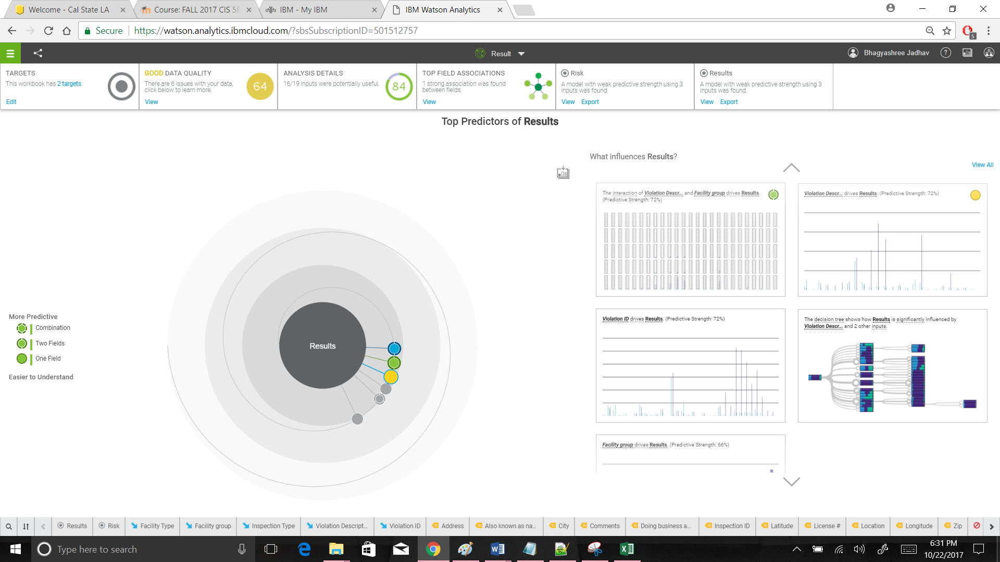 Welcome - Cal State LA
Course: FALL 2017 CIS 58
IBM - My IBM
IBM Watson Analytics
Secure
https://watson.analytics.ibmcloud.com/?sbsSubscriptionID=501512757
5
Result
Bhagyashree Jadhav
?
TARGETS
This workbook has 2 targets
Edit
GOOD DATA QUALITY
There are 6 issues with your data,
click below to learn more.
View
64
ANALYSIS DETAILS
16/19 inputs were potentially useful.
84
TOP FIELD ASSOCIATIONS
1 strong association was found
between fields.
View
Risk
A model with weak predictive strength using 3
inputs was found.
View Export
Results
A model with weak predictive strength using 3
inputs was found.
View Export
Top Predictors of Results
What influences Results?
View All
The interaction of Violation Descr... and Facility group drives Results.
(Predictive Strength: 72%)
Violation Descr... drives Results. (Predictive Strength: 72%)
Violation ID drives Results. (Predictive Strength: 72%)
The decision tree shows how Results is significantly influenced by
Violation Descr... and 2 other inputs.
Facility group drives Results. (Predictive Strength: 66%)
Results
More Predictive
Combination
Two Fields
One Field
Easier to Understand
Results
Risk
Facility Type
Facility group
Inspection Type
Violation Descript...
Violation ID
Address
Also known as na...
City
Comments
Doing business a...
Inspection ID
Latitude
License #
Location
Longitude
Zip
Type here to search
6:31 PM
10/22/2017